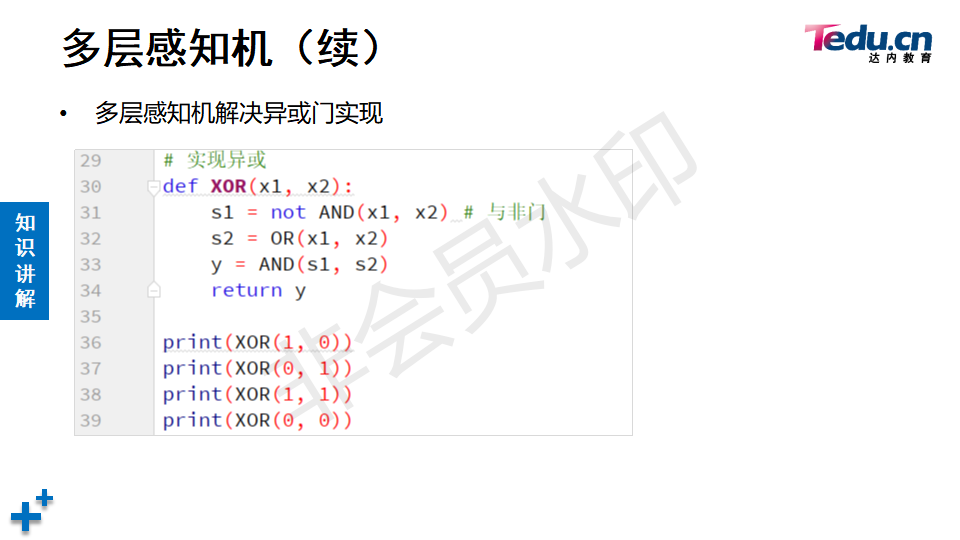 多层感知机（续）
Tedu.cn
达内教育
• 多层感知机解决异或门实现
知识讲解
29 # 实现异或
30 def XOR(x1, x2):
31     s1 = not AND(x1, x2) # 与非门
32     s2 = OR(x1, x2)
33     y = AND(s1, s2)
34     return y
35
36 print(XOR(1, 0))
37 print(XOR(0, 1))
38 print(XOR(1, 1))
39 print(XOR(0, 0))
非会员水印